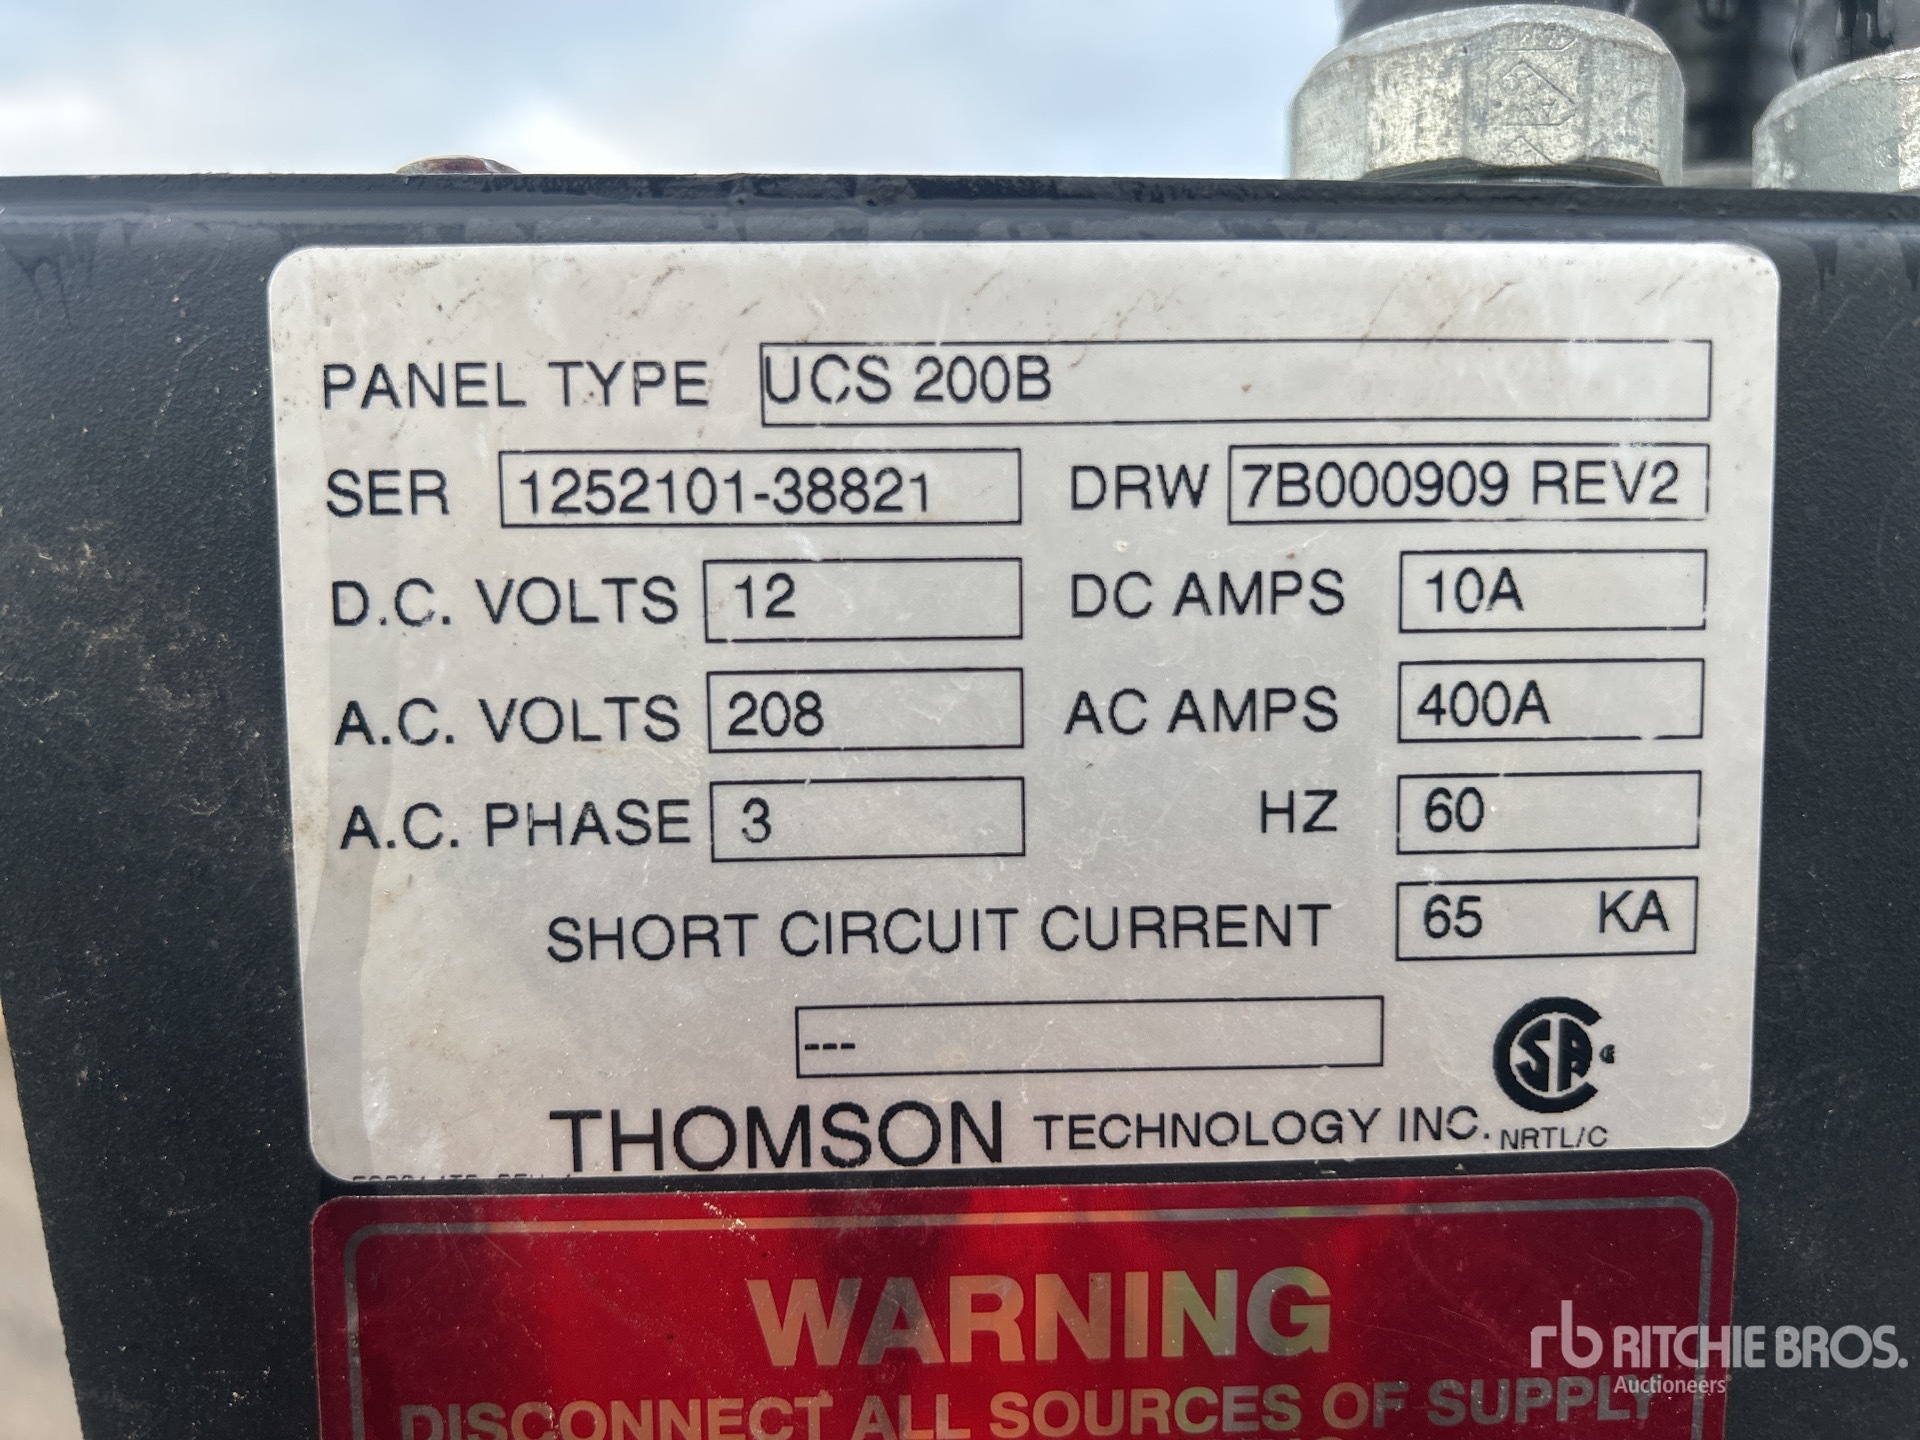 PANEL TYPE UCS 200B
SER 1252101-38821 DRW 7B000909 REV2
D.C. VOLTS 12 DC AMPS 10A
A.C. VOLTS 208 AC AMPS 400A
A.C. PHASE 3 HZ 60
SHORT CIRCUIT CURRENT 65 KA
---
CSA
THOMSON TECHNOLOGY INC. NRTL/C
WARNING
DISCONNECT ALL SOURCES OF SUPPLY
rb RITCHIE BROS.
Auctioneers